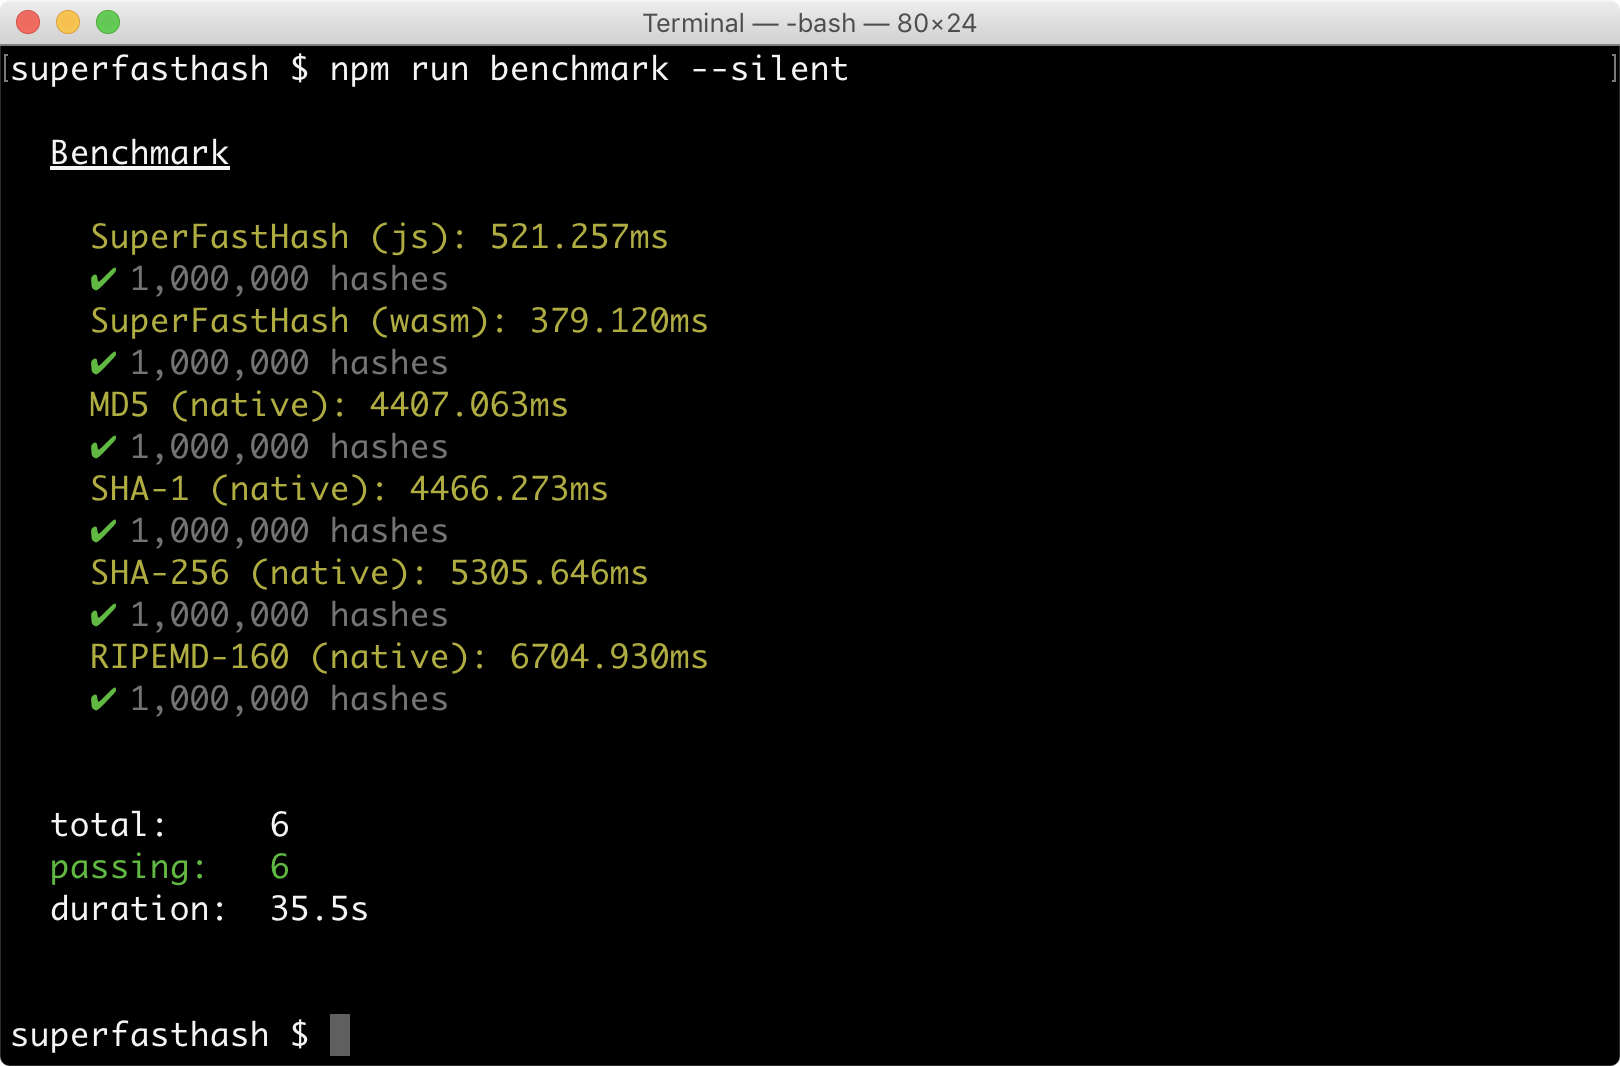 Terminal — -bash — 80×24
[superfasthash $ npm run benchmark --silent ]
Benchmark
SuperFastHash (js): 521.257ms
✔ 1,000,000 hashes
SuperFastHash (wasm): 379.120ms
✔ 1,000,000 hashes
MD5 (native): 4407.063ms
✔ 1,000,000 hashes
SHA-1 (native): 4466.273ms
✔ 1,000,000 hashes
SHA-256 (native): 5305.646ms
✔ 1,000,000 hashes
RIPEMD-160 (native): 6704.930ms
✔ 1,000,000 hashes
total: 6
passing: 6
duration: 35.5s
superfasthash $